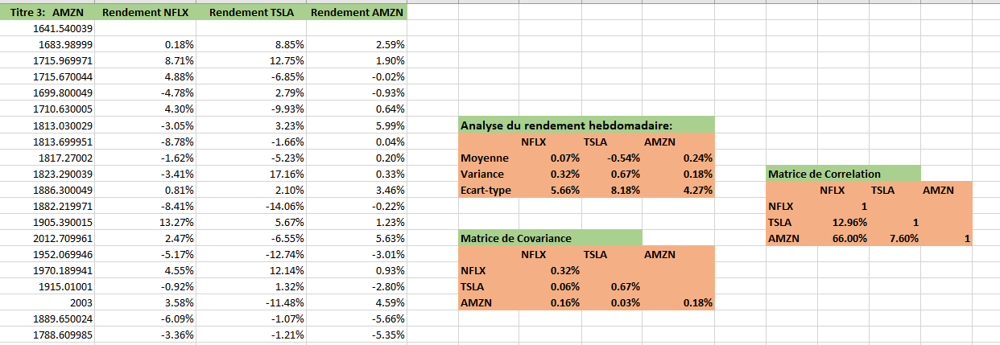 Titre 3: AMZN Rendement NFLX Rendement TSLA Rendement AMZN
1641.540039
1683.98999 0.18% 8.85% 2.59%
1715.969971 8.71% 12.75% 1.90%
1715.670044 4.88% -6.85% -0.02%
1699.800049 -4.78% 2.79% -0.93%
1710.630005 4.30% -9.93% 0.64%
1813.030029 -3.05% 3.23% 5.99%
1813.699951 -8.78% -1.66% 0.04%
1817.27002 -1.62% -5.23% 0.20%
1823.290039 -3.41% 17.16% 0.33%
1886.300049 0.81% 2.10% 3.46%
1882.219971 -8.41% -14.06% -0.22%
1905.390015 13.27% 5.67% 1.23%
2012.709961 2.47% -6.55% 5.63%
1952.069946 -5.17% -12.74% -3.01%
1970.189941 4.55% 12.14% 0.93%
1915.01001 -0.92% 1.32% -2.80%
2003 3.58% -11.48% 4.59%
1889.650024 -6.09% -1.07% -5.66%
1788.609985 -3.36% -1.21% -5.35%
Analyse du rendement hebdomadaire:
NFLX TSLA AMZN
Moyenne 0.07% -0.54% 0.24%
Variance 0.32% 0.67% 0.18%
Ecart-type 5.66% 8.18% 4.27%
Matrice de Covariance
NFLX TSLA AMZN
NFLX 0.32%
TSLA 0.06% 0.67%
AMZN 0.16% 0.03% 0.18%
Matrice de Correlation
NFLX TSLA AMZN
NFLX 1
TSLA 12.96% 1
AMZN 66.00% 7.60% 1